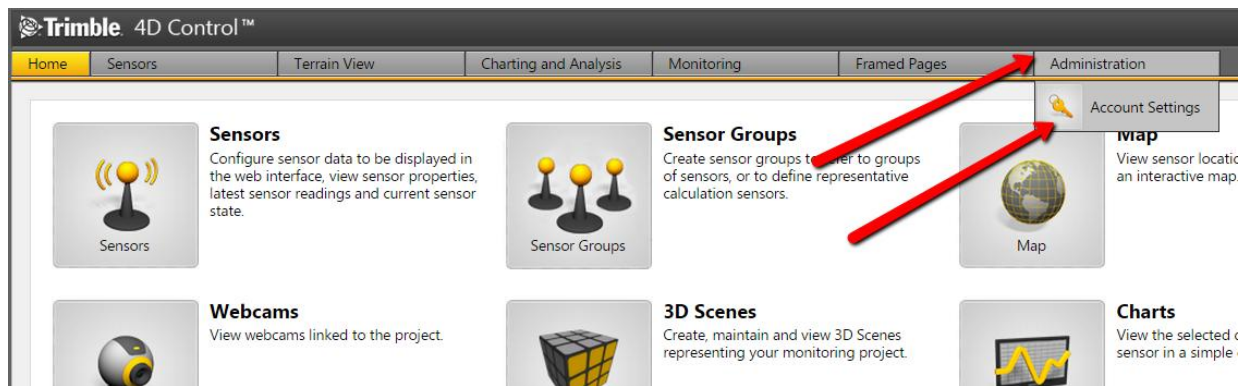 Trimble. 4D Control™
Home Sensors Terrain View Charting and Analysis Monitoring Framed Pages Administration
Account Settings
Sensors
Configure sensor data to be displayed in
the web interface, view sensor properties,
latest sensor readings and current sensor
state.
Sensors
Sensor Groups
Create sensor groups to refer to groups
of sensors, or to define representative
calculation sensors.
Sensor Groups
Map
View sensor locatio
an interactive map.
Map
Webcams
View webcams linked to the project.
3D Scenes
Create, maintain and view 3D Scenes
representing your monitoring project.
Charts
View the selected
sensor in a simple